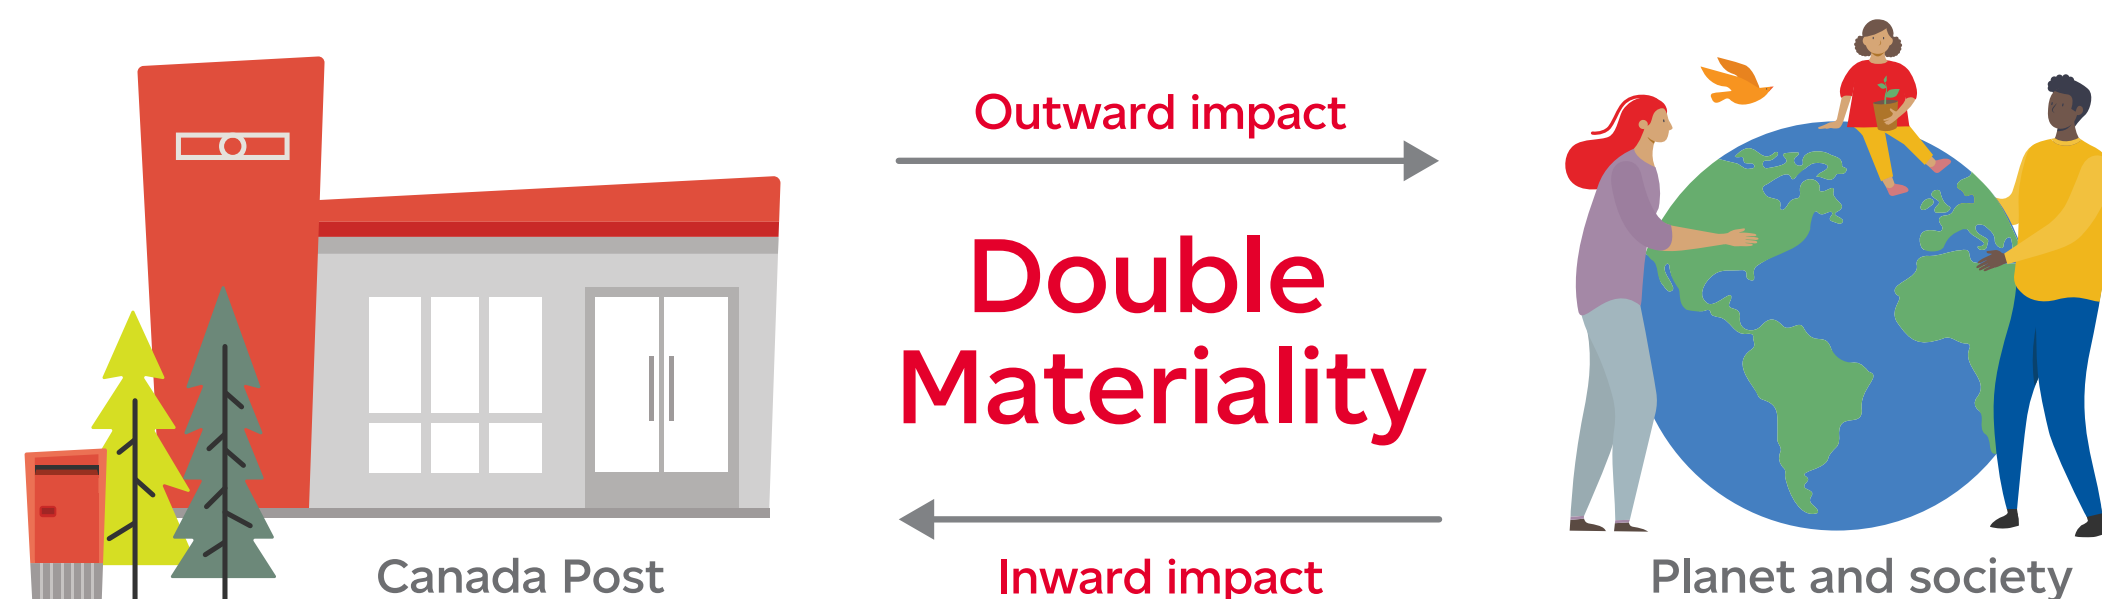 Outward impact
Double
Materiality
Inward impact
Canada Post
Planet and society